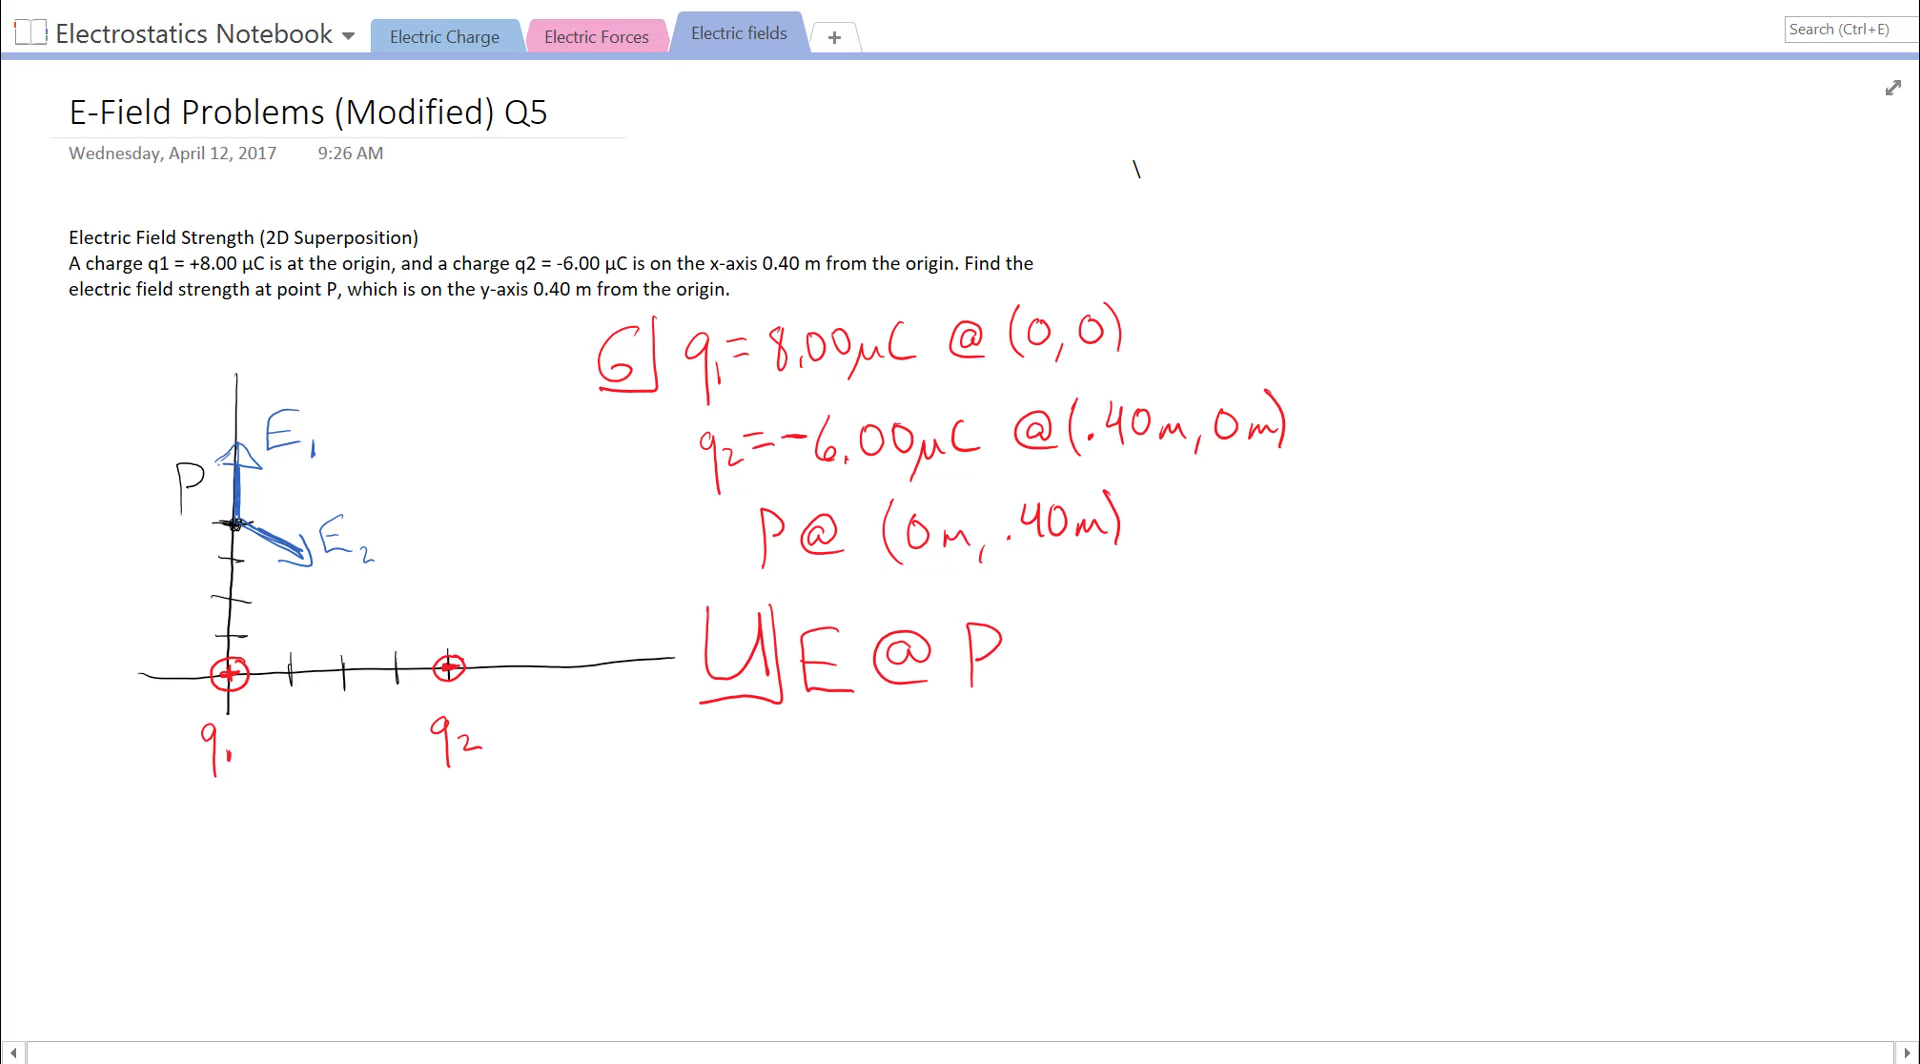 Electrostatics Notebook
Electric Charge
Electric Forces
Electric fields
+
Search (Ctrl+E)
E-Field Problems (Modified) Q5
Wednesday, April 12, 2017 9:26 AM
\
Electric Field Strength (2D Superposition)
A charge q1 = +8.00 µC is at the origin, and a charge q2 = -6.00 µC is on the x-axis 0.40 m from the origin. Find the
electric field strength at point P, which is on the y-axis 0.40 m from the origin.
G q₁ = 8.00 µC @ (0, 0)
q₂ = -6.00 µC @ (.40m, 0m)
P @ (0m, .40m)
U E @ P
E₁
P
E₂
+
q₁
q₂